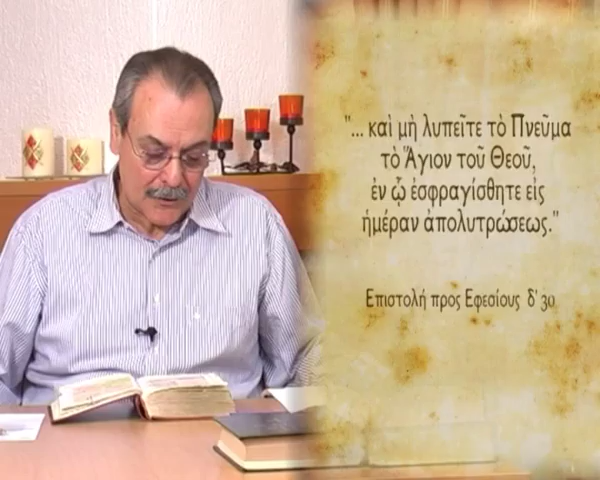 "... καὶ μὴ λυπεῖτε τὸ Πνεῦμα
τὸ Ἅγιον τοῦ Θεοῦ,
ἐν ᾧ ἐσφραγίσθητε εἰς
ἡμέραν ἀπολυτρώσεως."
Επιστολή προς Εφεσίους δ' 30